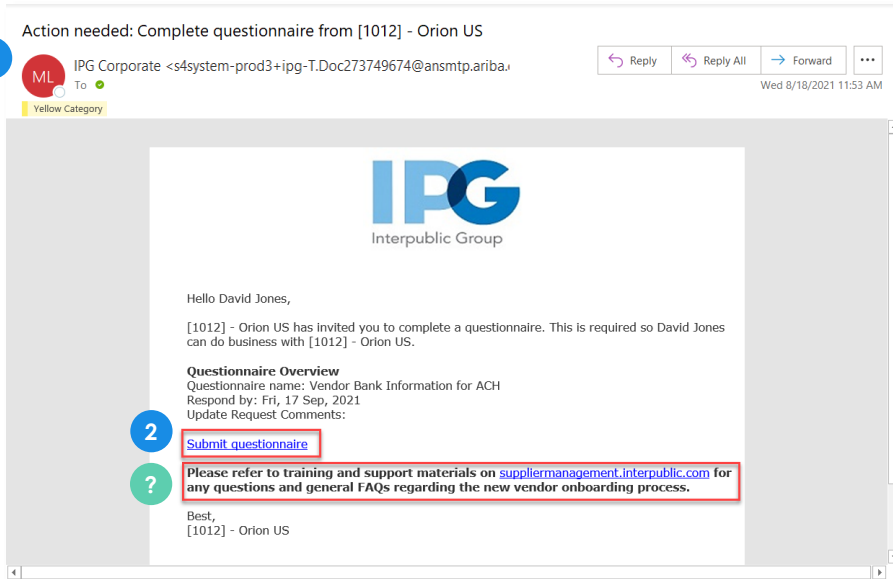 Action needed: Complete questionnaire from [1012] - Orion US
ML
IPG Corporate <s4system-prod3+ipg-T.Doc273749674@ansmtp.ariba.
To
Reply
Reply All
Forward
Wed 8/18/2021 11:53 AM
Yellow Category
IPG
Interpublic Group
Hello David Jones,
[1012] - Orion US has invited you to complete a questionnaire. This is required so David Jones
can do business with [1012] - Orion US.
Questionnaire Overview
Questionnaire name: Vendor Bank Information for ACH
Respond by: Fri, 17 Sep, 2021
Update Request Comments:
2
Submit questionnaire
?
Please refer to training and support materials on suppliermanagement.interpublic.com for
any questions and general FAQs regarding the new vendor onboarding process.
Best,
[1012] - Orion US